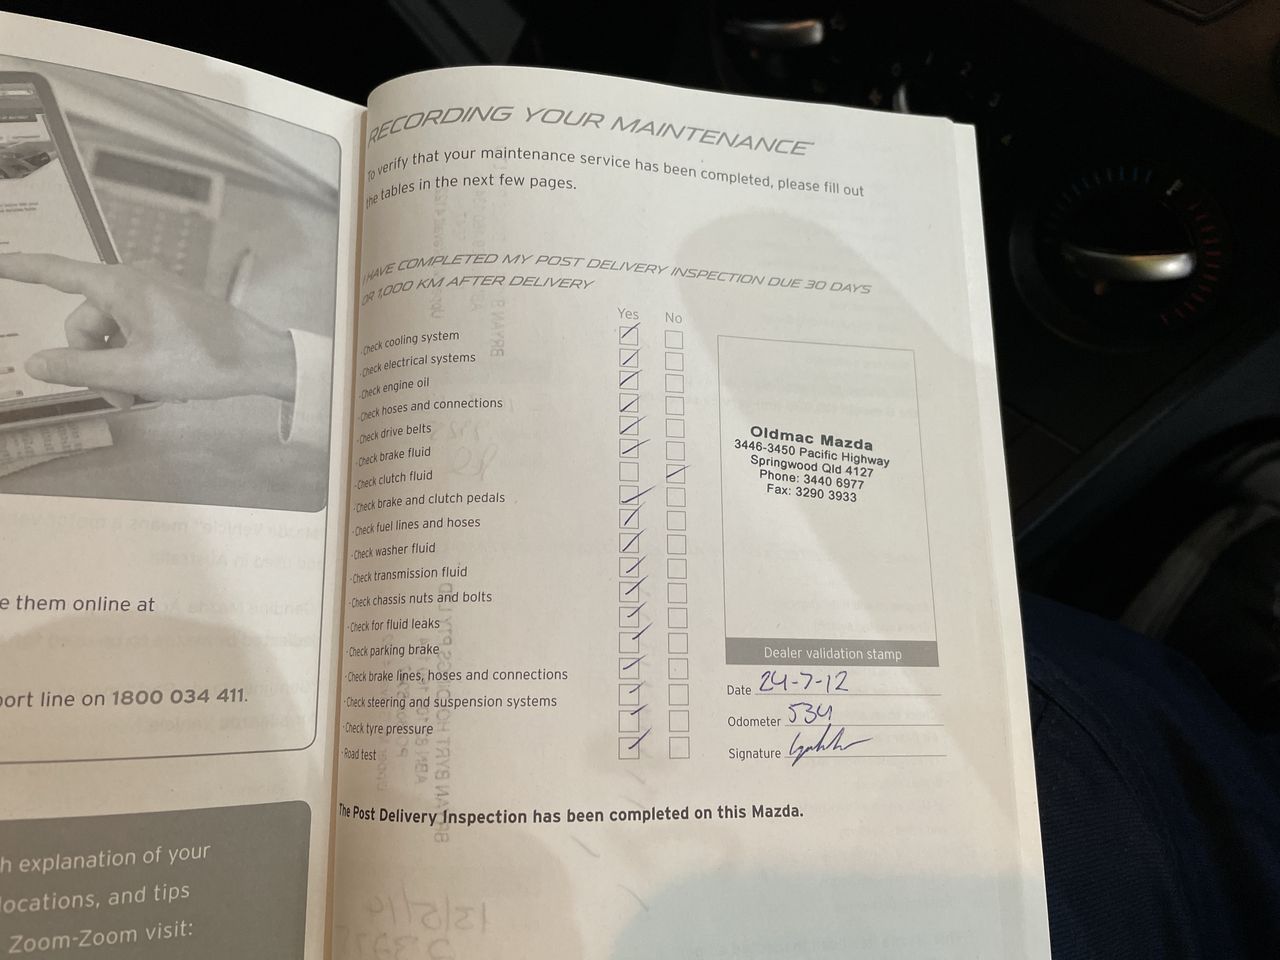 RECORDING YOUR MAINTENANCE
To verify that your maintenance service has been completed, please fill out
the tables in the next few pages.
I HAVE COMPLETED MY POST DELIVERY INSPECTION DUE 30 DAYS
OR 1,000 KM AFTER DELIVERY
Yes No
· Check cooling system
· Check electrical systems
· Check engine oil
· Check hoses and connections
· Check drive belts
· Check brake fluid
· Check clutch fluid
· Check brake and clutch pedals
· Check fuel lines and hoses
· Check washer fluid
· Check transmission fluid
· Check chassis nuts and bolts
· Check for fluid leaks
· Check parking brake
· Check brake lines, hoses and connections
· Check steering and suspension systems
· Check tyre pressure
· Road test
Oldmac Mazda
3446-3450 Pacific Highway
Springwood Qld 4127
Phone: 3440 6977
Fax: 3290 3933
Dealer validation stamp
Date 24-7-12
Odometer 534
Signature
The Post Delivery Inspection has been completed on this Mazda.
e them online at
ort line on 1800 034 411.
h explanation of your
locations, and tips
Zoom-Zoom visit: